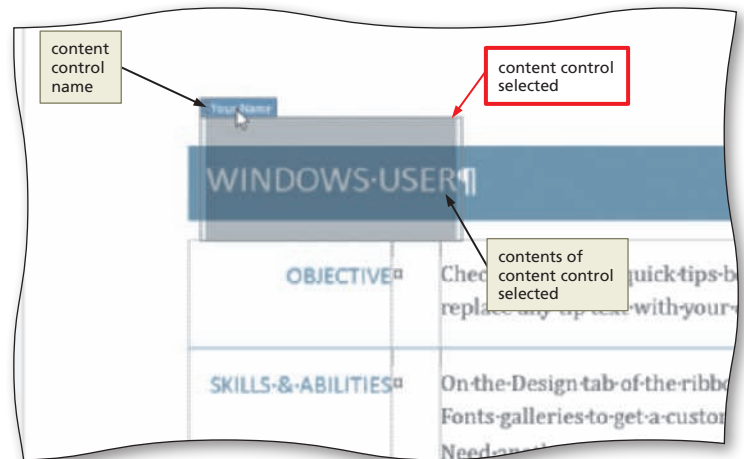 content
control
name
content control
selected
Your Name
WINDOWS·USER¶
contents of
content control
selected
OBJECTIVE¤
Chec quick·tips·b
replace·any·tip·text·with·your·
SKILLS·&·ABILITIES¤
On·the·Design·tab·of·the·ribbo
Fonts·galleries·to·get·a·custor
Need·